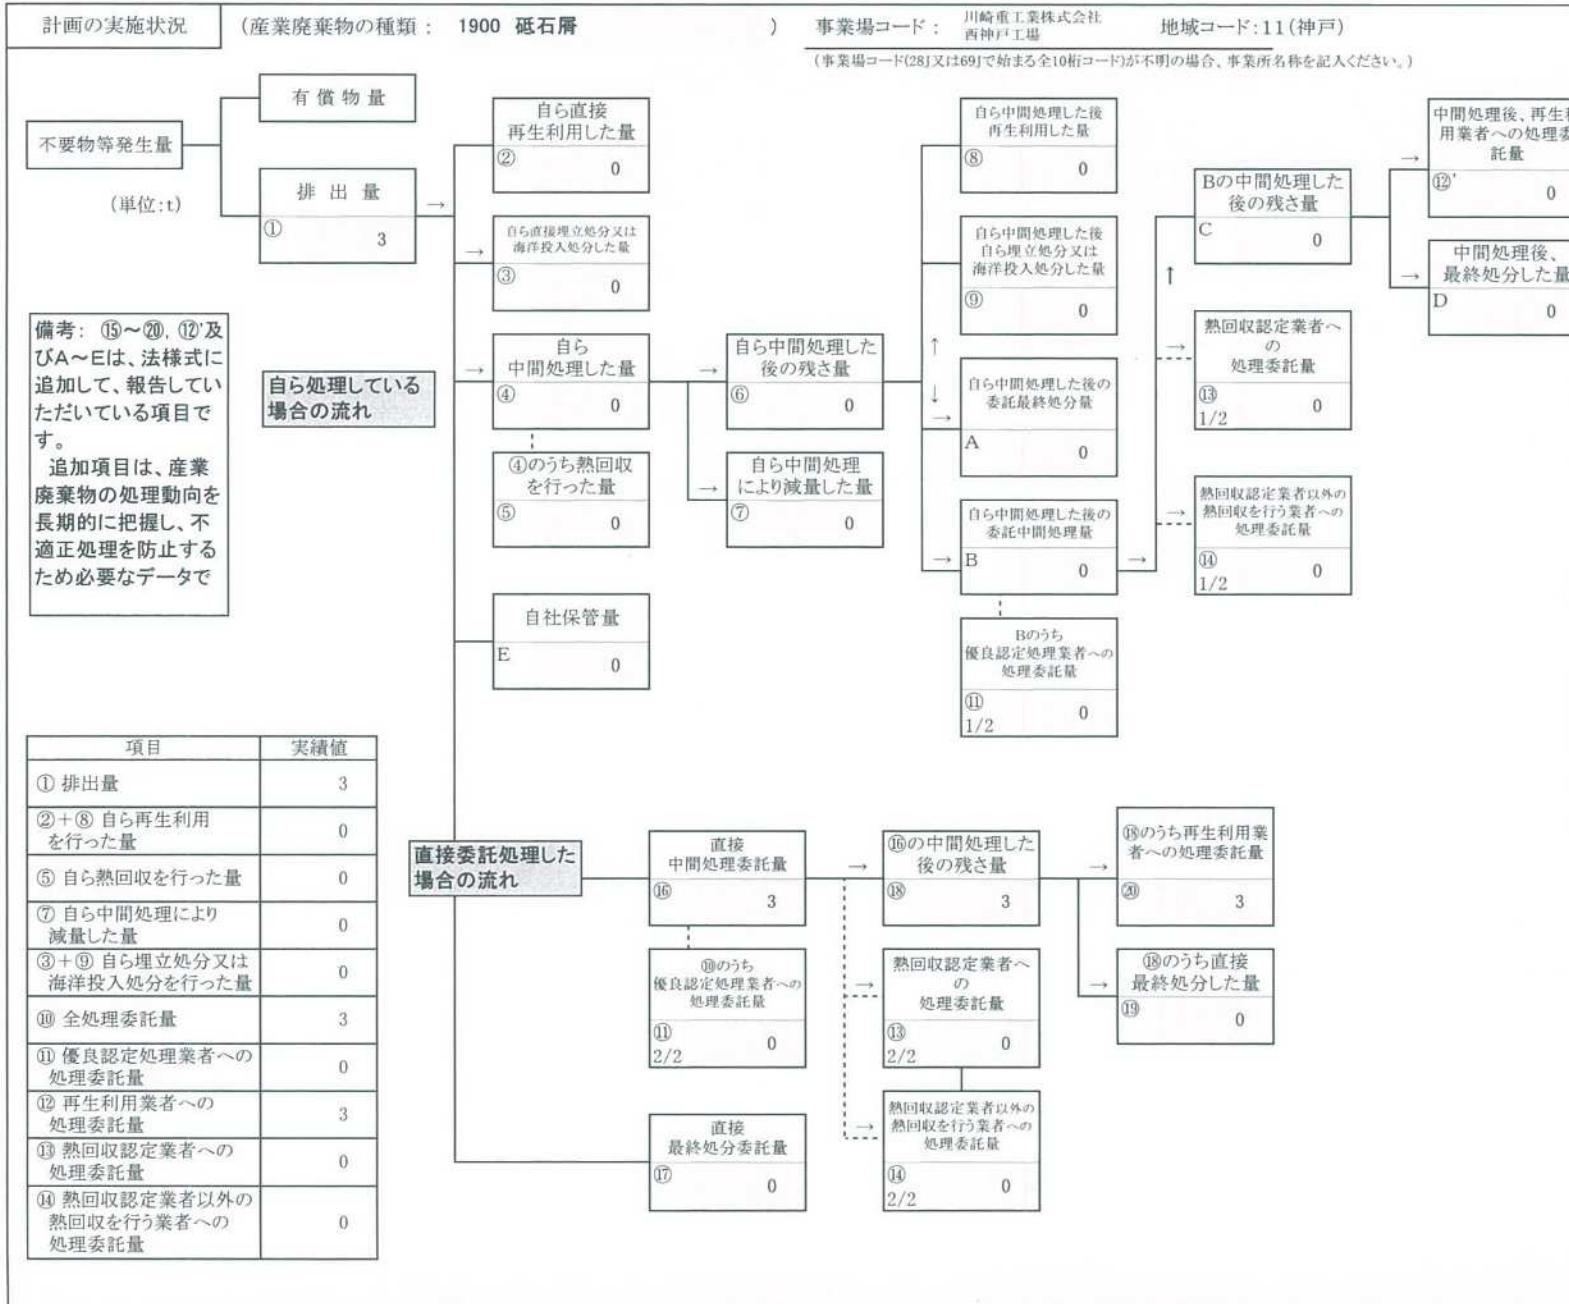 計画の実施状況
(産業廃棄物の種類： 1900 砥石屑 )
事業場コード： 川崎重工業株式会社
西神戸工場
地域コード：11(神戸)
(事業場コード(28J又は69Jで始まる全10桁コード)が不明の場合、事業所名称を記入ください。)
不要物等発生量
(単位：t)
有償物量
排出量
① 3
→
自ら直接
再生利用した量
② 0
→
自ら直接埋立処分又は
海洋投入処分した量
③ 0
→
自ら
中間処理した量
④ 0
④のうち熱回収
を行った量
⑤ 0
→
自ら中間処理した
後の残さ量
⑥ 0
→
自ら中間処理
により減量した量
⑦ 0
自ら中間処理した後
再生利用した量
⑧ 0
自ら中間処理した後
自ら埋立処分又は
海洋投入処分した量
⑨ 0
↑
↓
→
自ら中間処理した後の
委託最終処分量
A 0
→
自ら中間処理した後の
委託中間処理量
B 0
Bのうち
優良認定処理業者への
処理委託量
⑪
1/2 0
→
↑
Bの中間処理した
後の残さ量
C 0
→
熱回収認定業者へ
の
処理委託量
⑬
1/2 0
→
熱回収認定業者以外の
熱回収を行う業者への
処理委託量
⑭
1/2 0
→
中間処理後、再生利
用業者への処理委
託量
⑫' 0
→
中間処理後、
最終処分した量
D 0
備考： ⑮～⑳, ⑫'及
びA～Eは、法様式に
追加して、報告してい
ただいている項目で
す。
追加項目は、産業
廃棄物の処理動向を
長期的に把握し、不
適正処理を防止する
ため必要なデータで
自ら処理している
場合の流れ
自社保管量
E 0
項目 実績値
① 排出量 3
②＋⑧ 自ら再生利用
を行った量 0
⑤ 自ら熱回収を行った量 0
⑦ 自ら中間処理により
減量した量 0
③＋⑨ 自ら埋立処分又は
海洋投入処分を行った量 0
⑩ 全処理委託量 3
⑪ 優良認定処理業者への
処理委託量 0
⑫ 再生利用業者への
処理委託量 3
⑬ 熱回収認定業者への
処理委託量 0
⑭ 熱回収認定業者以外の
熱回収を行う業者への
処理委託量 0
直接委託処理した
場合の流れ
直接
中間処理委託量
⑯ 3
⑩のうち
優良認定処理業者への
処理委託量
⑪
2/2 0
直接
最終処分委託量
⑰ 0
→
⑯の中間処理した
後の残さ量
⑱ 3
→
熱回収認定業者へ
の
処理委託量
⑬
2/2 0
→
熱回収認定業者以外の
熱回収を行う業者への
処理委託量
⑭
2/2 0
→
⑱のうち再生利用業
者への処理委託量
⑳ 3
→
⑱のうち直接
最終処分した量
⑲ 0